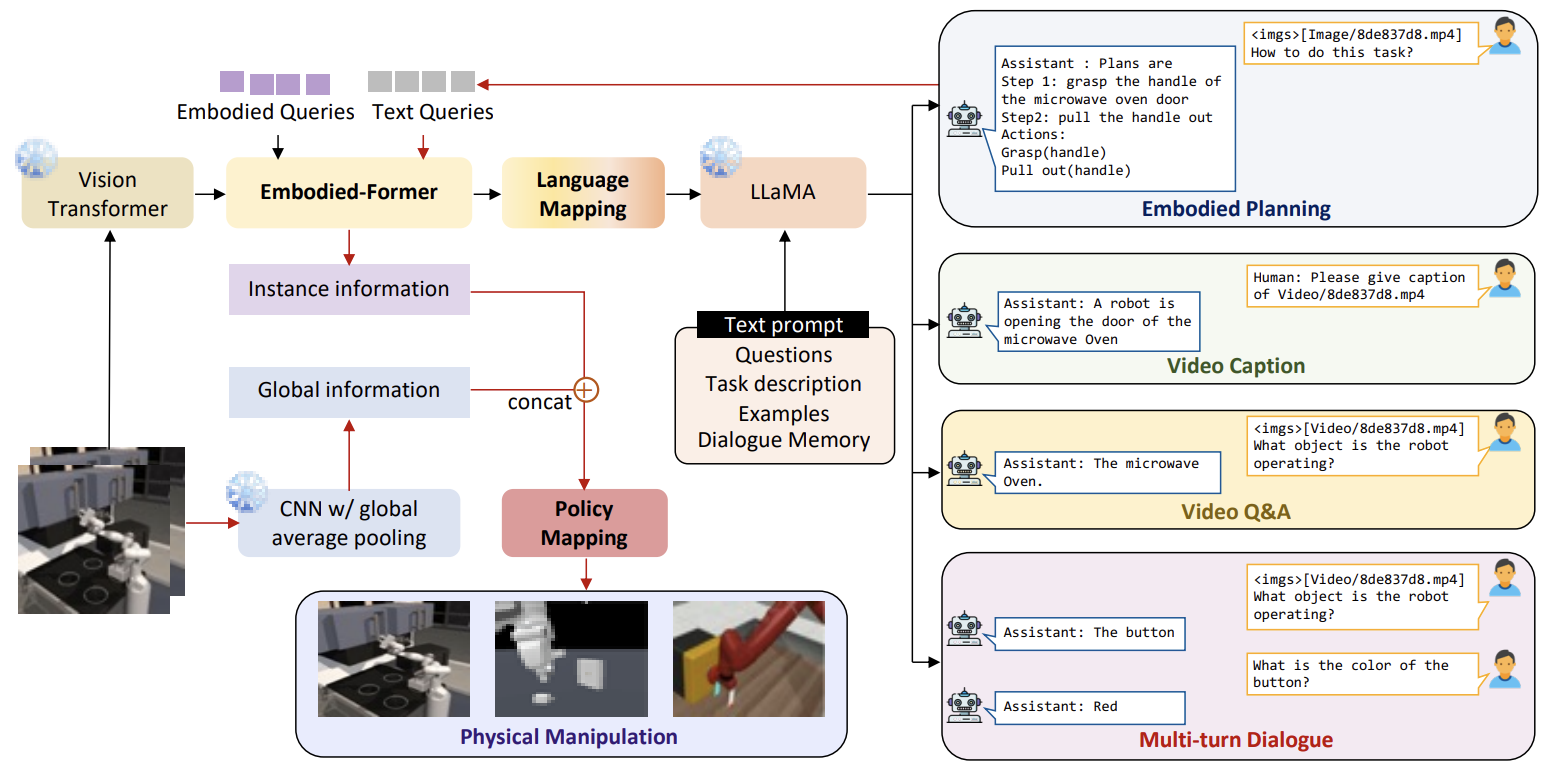 Embodied Queries
Text Queries
Vision
Transformer
Embodied-Former
Language
Mapping
LLaMA
Instance information
Global information
concat
CNN w/ global
average pooling
Policy
Mapping
Physical Manipulation
Text prompt
Questions
Task description
Examples
Dialogue Memory
<imgs>[Image/8de837d8.mp4]
How to do this task?
Assistant : Plans are
Step 1: grasp the handle of
the microwave oven door
Step2: pull the handle out
Actions:
Grasp(handle)
Pull out(handle)
Embodied Planning
Human: Please give caption
of Video/8de837d8.mp4
Assistant: A robot is
opening the door of the
microwave Oven
Video Caption
<imgs>[Video/8de837d8.mp4]
What object is the robot
operating?
Assistant: The microwave
Oven.
Video Q&A
<imgs>[Video/8de837d8.mp4]
What object is the robot
operating?
Assistant: The button
What is the color of the
button?
Assistant: Red
Multi-turn Dialogue